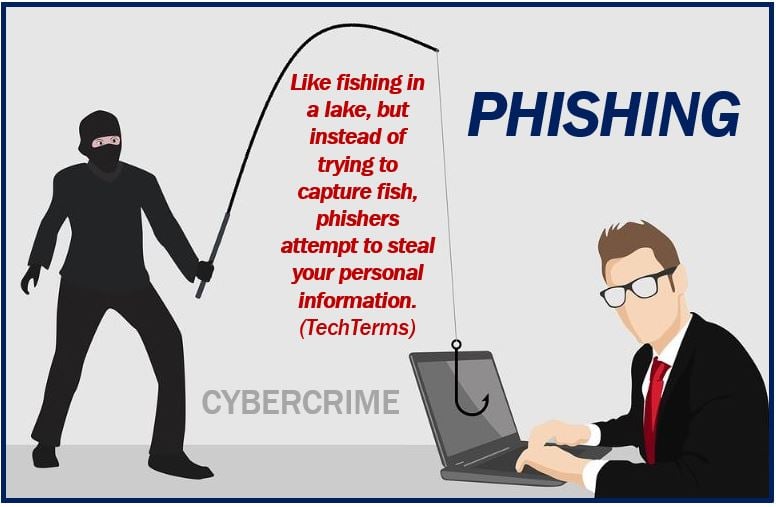 Like fishing in
a lake, but
instead of
trying to
capture fish,
phishers
attempt to steal
your personal
information.
(TechTerms)
PHISHING
CYBERCRIME